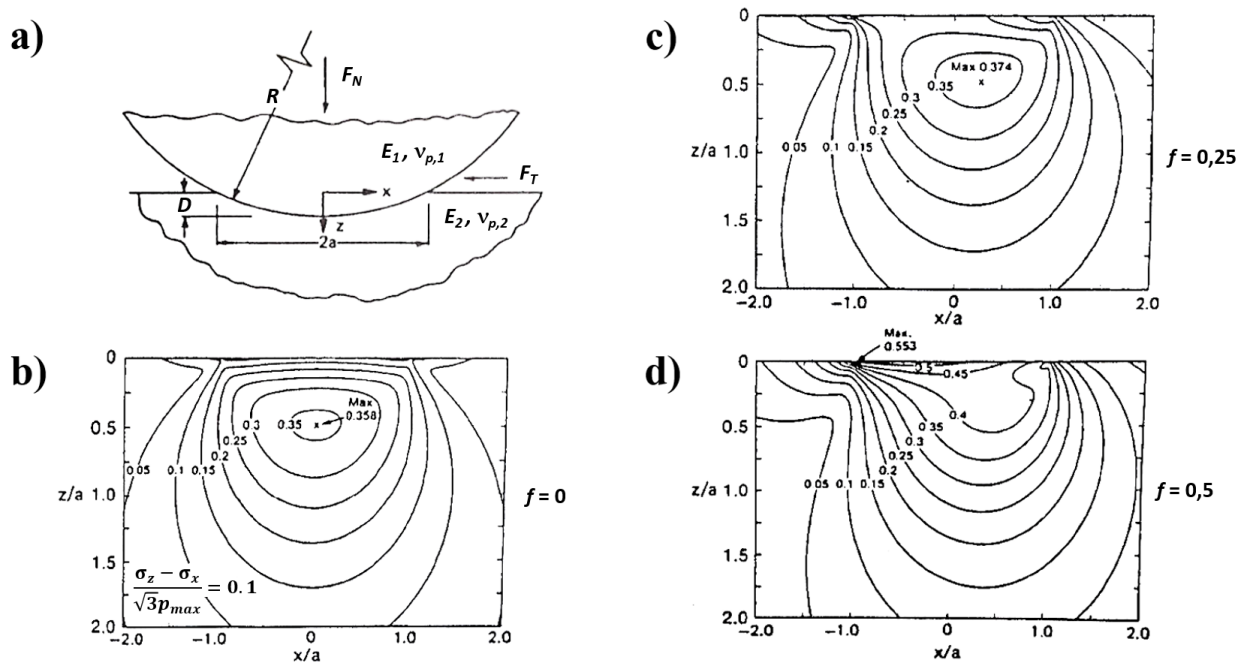 a)
R
F_N
E_1, ν_{p,1}
x
F_T
D
z
E_2, ν_{p,2}
2a
b)
0
0.5
z/a 1.0
1.5
2.0
Max
0.358
0.3 0.35
0.25
0.2
0.05 0.1 0.15
(σ_z − σ_x) / (√3 p_max) = 0.1
f = 0
-2.0 -1.0 0 1.0 2.0
x/a
c)
0
0.5
z/a 1.0
1.5
2.0
Max 0.374
x
0.35
0.3
0.25
0.2
0.05 0.1 0.15
f = 0,25
-2.0 -1.0 0 1.0 2.0
x/a
d)
Max.
0.553
0
0.5
z/a 1.0
1.5
2.0
0.5 0.45
0.4
0.35
0.3
0.25
0.2
0.05 0.1 0.15
f = 0,5
-2.0 -1.0 0 1.0 2.0
x/a